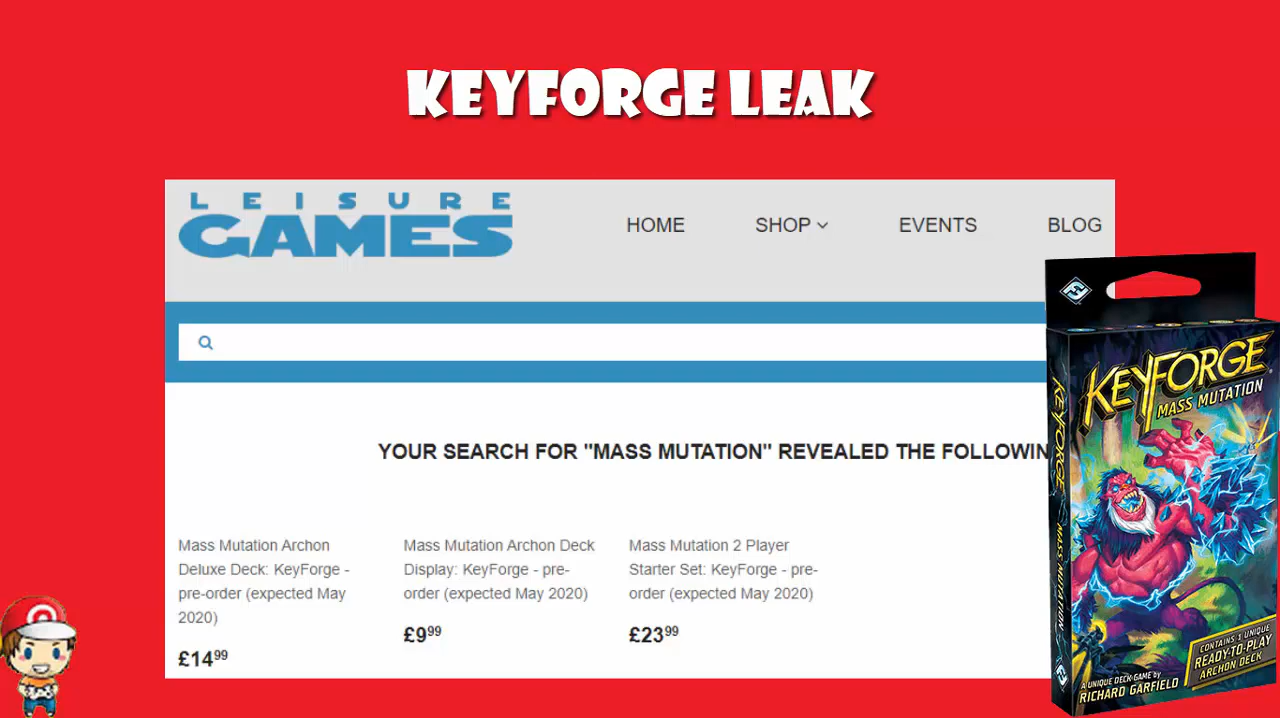 KEYFORGE LEAK
LEISURE
GAMES
HOME SHOP EVENTS BLOG
YOUR SEARCH FOR "MASS MUTATION" REVEALED THE FOLLOWIN
Mass Mutation Archon
Deluxe Deck: KeyForge -
pre-order (expected May
2020)
£14.99
Mass Mutation Archon Deck
Display: KeyForge - pre-
order (expected May 2020)
£9.99
Mass Mutation 2 Player
Starter Set: KeyForge - pre-
order (expected May 2020)
£23.99
KEYFORGE
MASS MUTATION
KEYFORGE
MASS MUTATION
CONTAINS 1 UNIQUE
READY-TO-PLAY
ARCHON DECK
A UNIQUE DECK GAME by
RICHARD GARFIELD